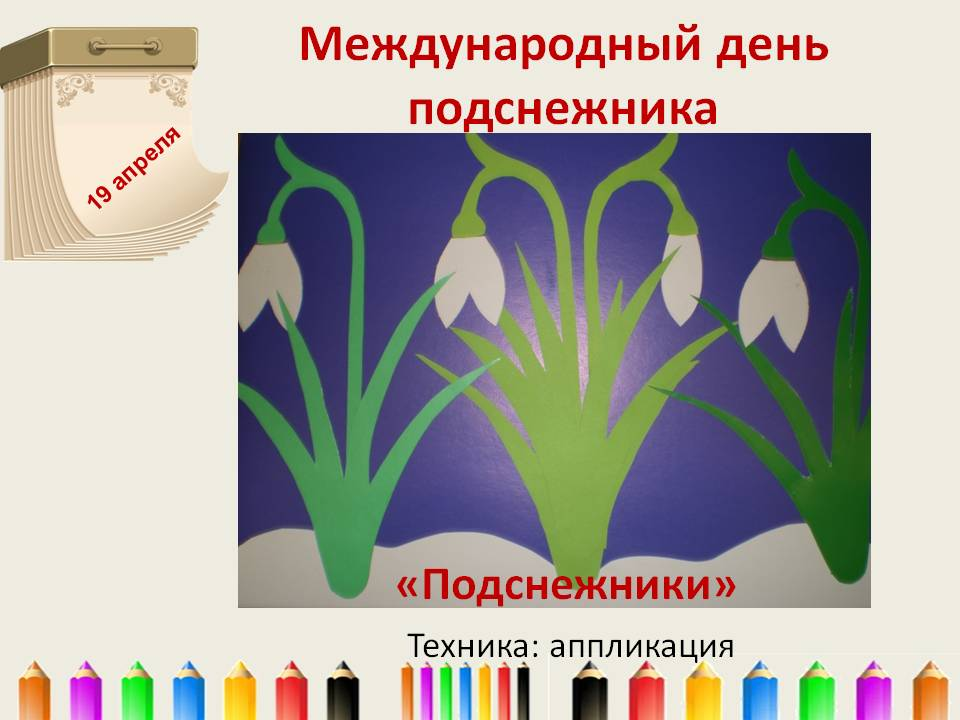 Международный день
подснежника
19 апреля
«Подснежники»
Техника: аппликация